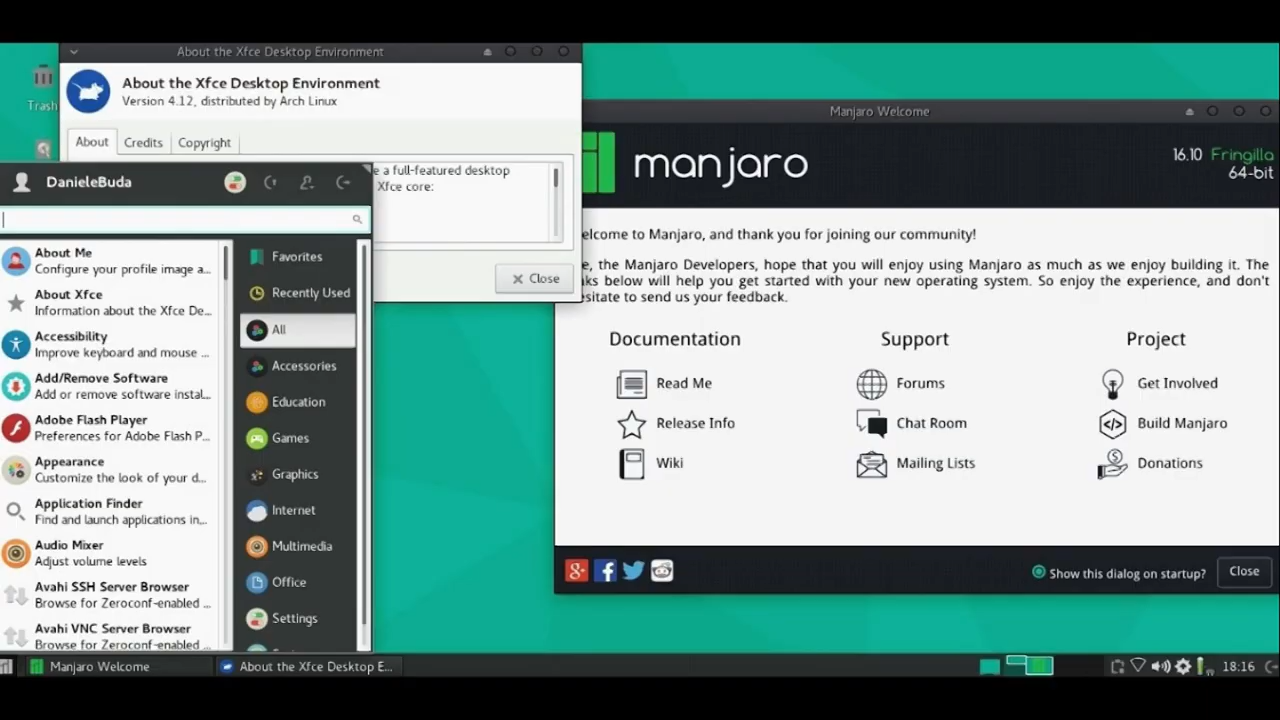 About the Xfce Desktop Environment
Trash
About the Xfce Desktop Environment
Version 4.12, distributed by Arch Linux
About
Credits
Copyright
e a full-featured desktop
Xfce core:
Close
DanieleBuda
About Me
Configure your profile image a...
About Xfce
Information about the Xfce De...
Accessibility
Improve keyboard and mouse ...
Add/Remove Software
Add or remove software instal...
Adobe Flash Player
Preferences for Adobe Flash P...
Appearance
Customize the look of your d...
Application Finder
Find and launch applications in...
Audio Mixer
Adjust volume levels
Avahi SSH Server Browser
Browse for Zeroconf-enabled ...
Avahi VNC Server Browser
Browse for Zeroconf-enabled ...
Favorites
Recently Used
All
Accessories
Education
Games
Graphics
Internet
Multimedia
Office
Settings
Manjaro Welcome
manjaro
16.10 Fringilla
64-bit
elcome to Manjaro, and thank you for joining our community!
e, the Manjaro Developers, hope that you will enjoy using Manjaro as much as we enjoy building it. The
ks below will help you get started with your new operating system. So enjoy the experience, and don't
esitate to send us your feedback.
Documentation
Read Me
Release Info
Wiki
Support
Forums
Chat Room
Mailing Lists
Project
Get Involved
Build Manjaro
Donations
Show this dialog on startup?
Close
Manjaro Welcome
About the Xfce Desktop E...
18:16